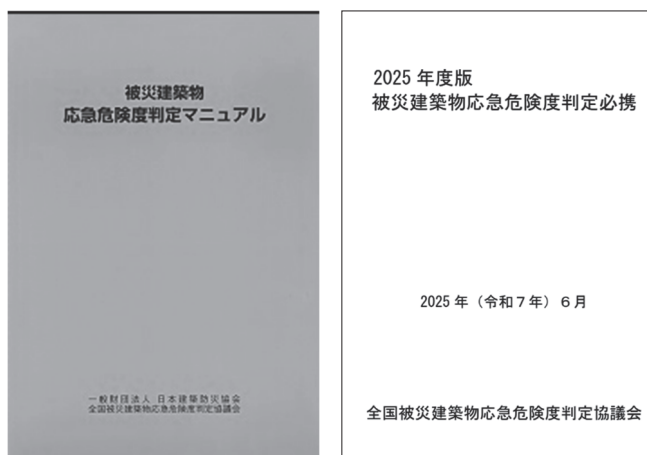 被災建築物
応急危険度判定マニュアル
一般財団法人 日本建築防災協会
全国被災建築物応急危険度判定協議会
2025 年度版
被災建築物応急危険度判定必携
2025 年（令和７年）６月
全国被災建築物応急危険度判定協議会